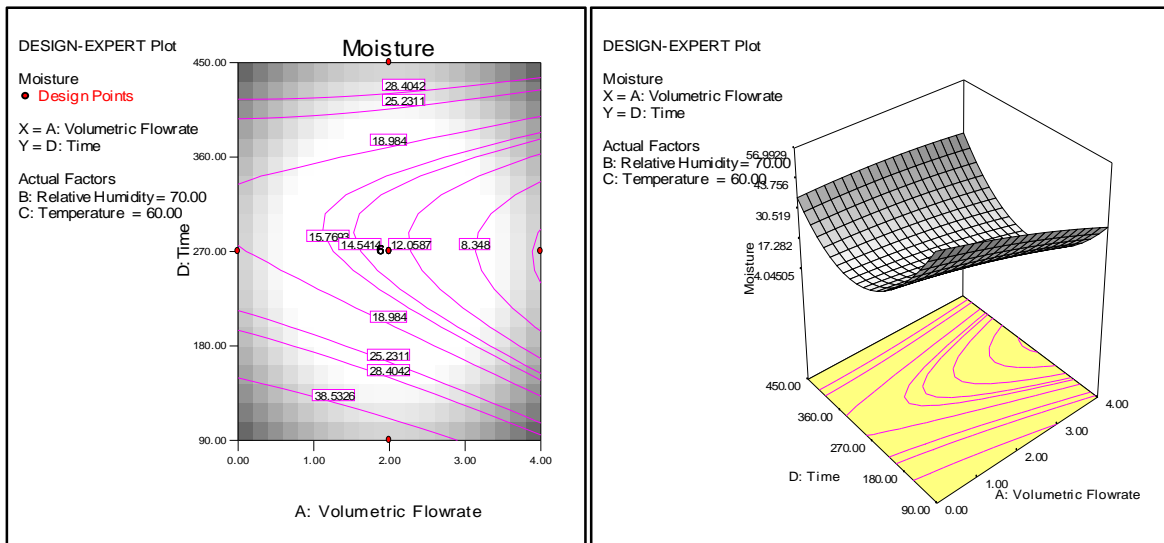 DESIGN-EXPERT Plot
Moisture
Design Points
X = A: Volumetric Flowrate
Y = D: Time
Actual Factors
B: Relative Humidity = 70.00
C: Temperature = 60.00
Moisture
D: Time
450.00
360.00
270.00
180.00
90.00
28.4042
25.2311
18.984
15.7693
14.5414
6
12.0587
8.348
18.984
25.2311
28.4042
38.5326
0.00
1.00
2.00
3.00
4.00
A: Volumetric Flowrate
DESIGN-EXPERT Plot
Moisture
X = A: Volumetric Flowrate
Y = D: Time
Actual Factors
B: Relative Humidity = 70.00
C: Temperature = 60.00
56.9929
43.756
30.519
17.282
4.04505
Moisture
450.00
360.00
270.00
180.00
90.00
D: Time
0.00
1.00
2.00
3.00
4.00
A: Volumetric Flowrate